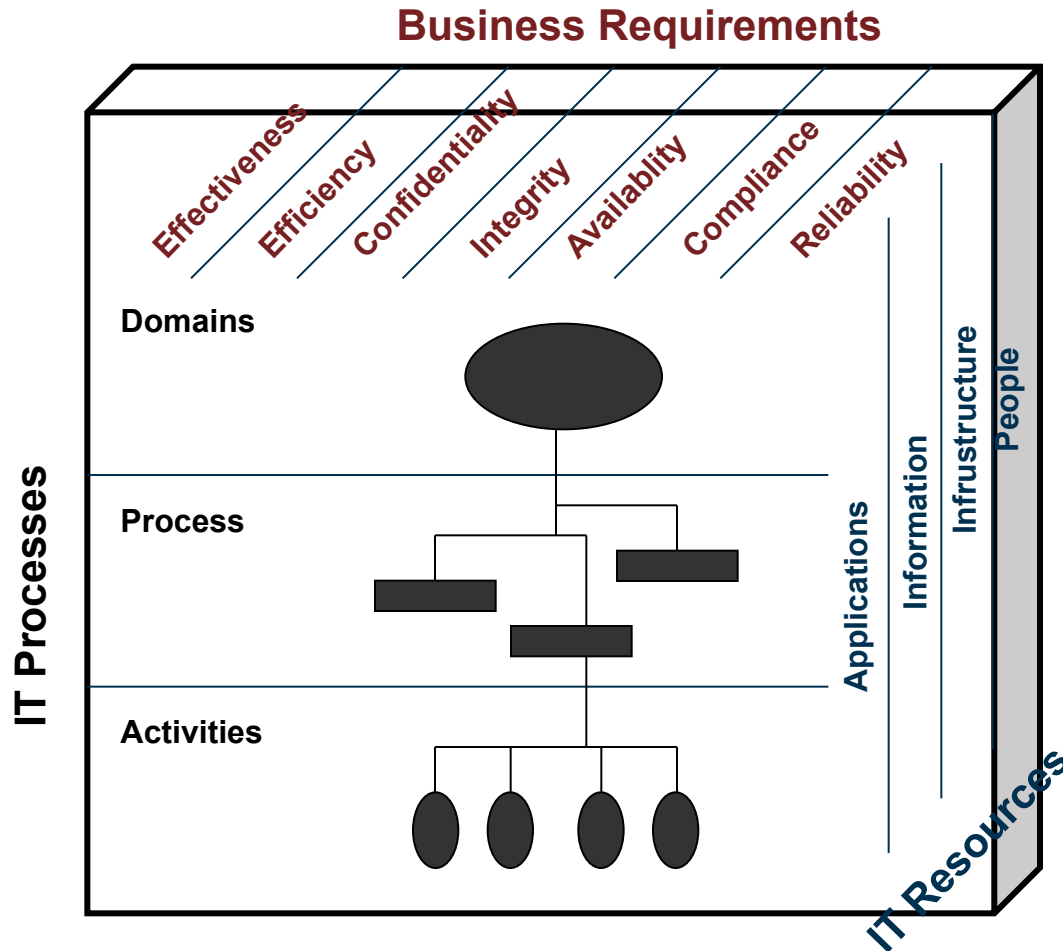 Business Requirements
Effectiveness
Efficiency
Confidentiality
Integrity
Availablity
Compliance
Reliability
Domains
Process
Activities
IT Processes
Applications
Information
Infrustructure
People
IT Resources